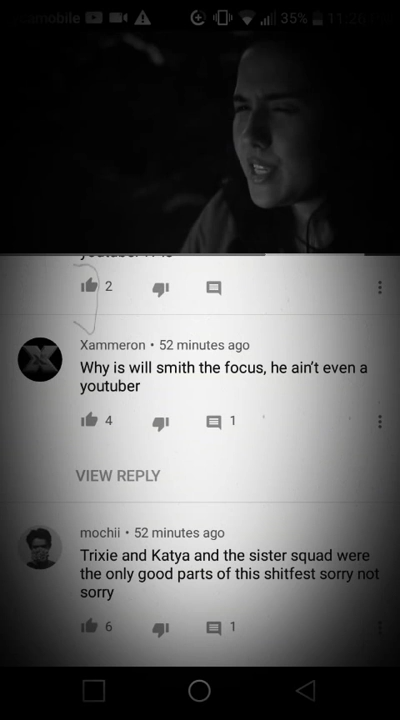 mobile 35% 11:26
2
Xammeron • 52 minutes ago
Why is will smith the focus, he ain't even a
youtuber
4 1
VIEW REPLY
mochii • 52 minutes ago
Trixie and Katya and the sister squad were
the only good parts of this shitfest sorry not
sorry
6 1